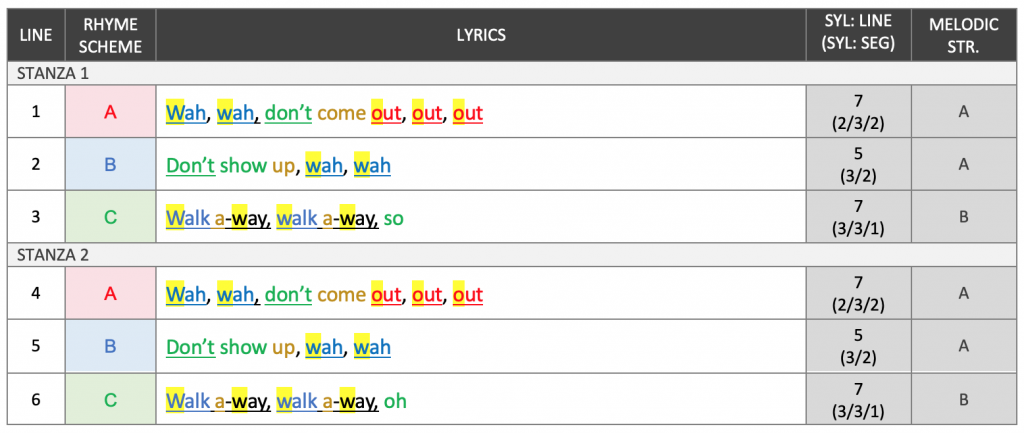 LINE RHYME SCHEME LYRICS SYL: LINE (SYL: SEG) MELODIC STR.
STANZA 1
1 A Wah, wah, don’t come out, out, out 7 (2/3/2) A
2 B Don’t show up, wah, wah 5 (3/2) A
3 C Walk a-way, walk a-way, so 7 (3/3/1) B
STANZA 2
4 A Wah, wah, don’t come out, out, out 7 (2/3/2) A
5 B Don’t show up, wah, wah 5 (3/2) A
6 C Walk a-way, walk a-way, oh 7 (3/3/1) B